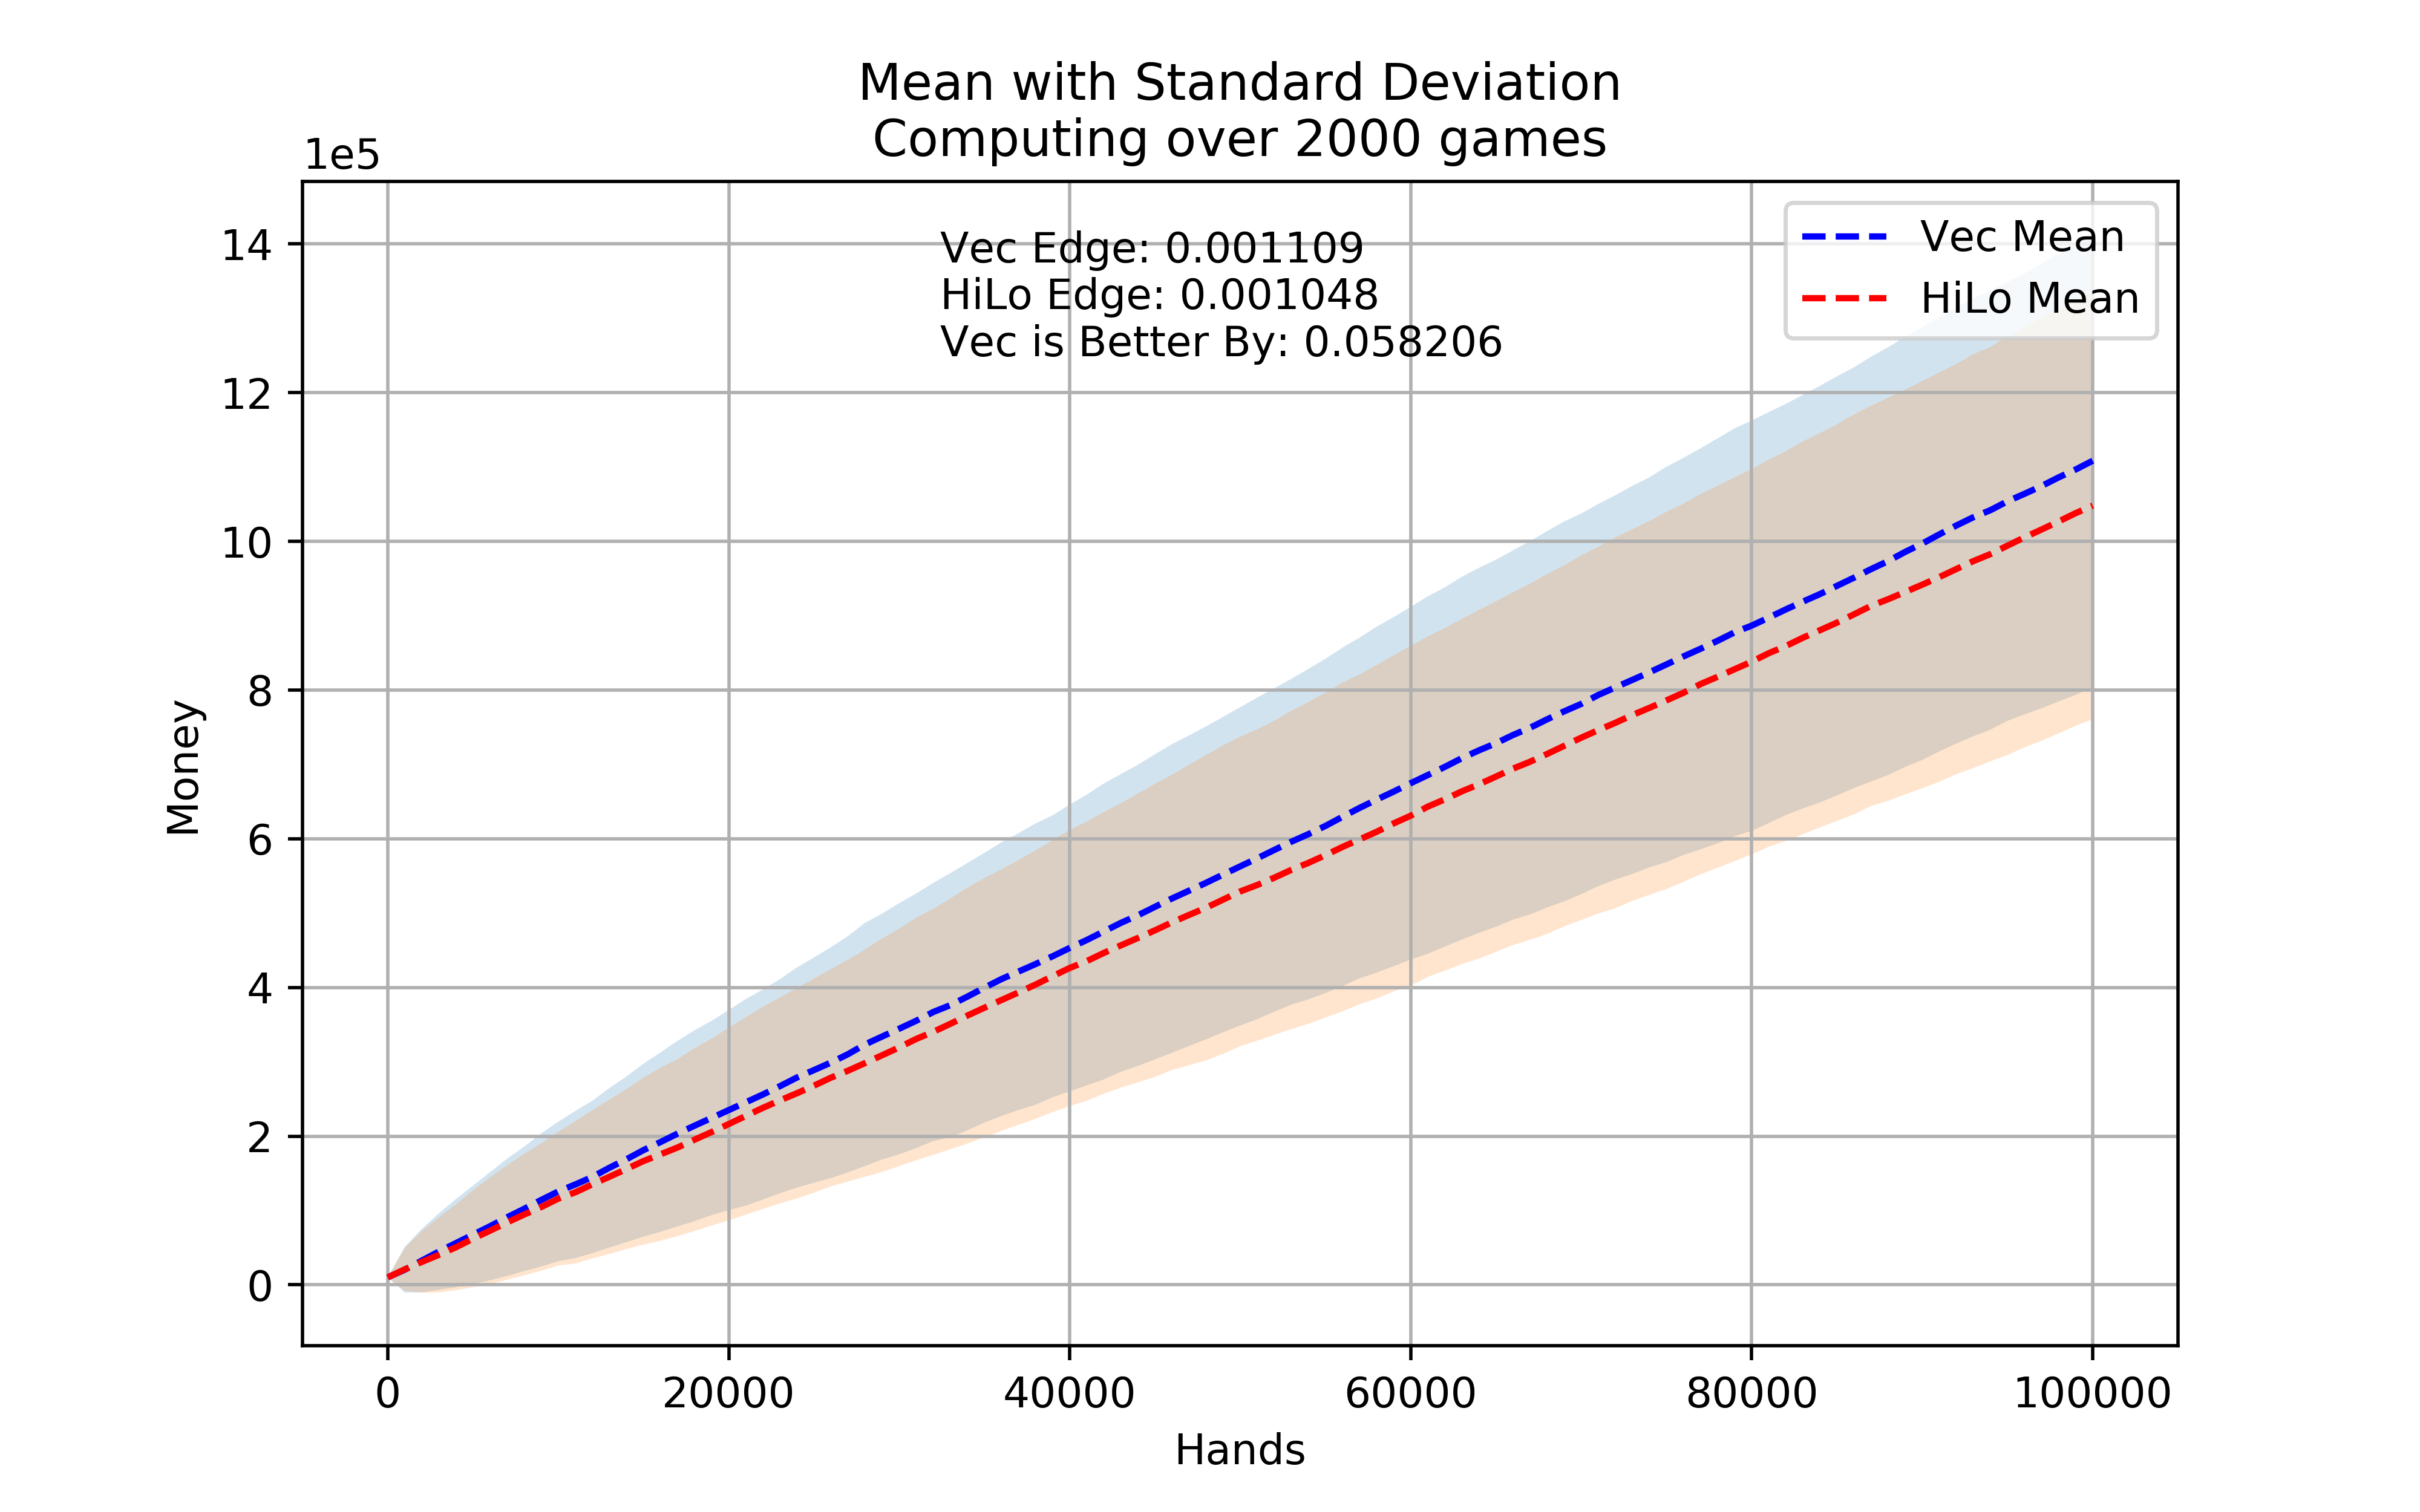 Mean with Standard Deviation
Computing over 2000 games
1e5
14
12
10
8
6
4
2
0
Money
Vec Edge: 0.001109
HiLo Edge: 0.001048
Vec is Better By: 0.058206
Vec Mean
HiLo Mean
0 20000 40000 60000 80000 100000
Hands